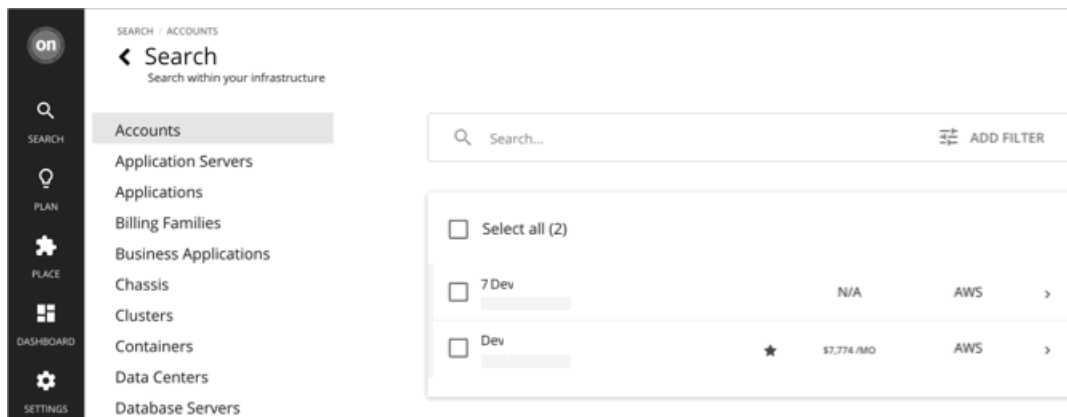 on
SEARCH
PLAN
PLACE
DASHBOARD
SETTINGS
SEARCH / ACCOUNTS
Search
Search within your infrastructure
Accounts
Application Servers
Applications
Billing Families
Business Applications
Chassis
Clusters
Containers
Data Centers
Database Servers
Search...
ADD FILTER
Select all (2)
7 Dev N/A AWS
Dev $7,774 /MO AWS